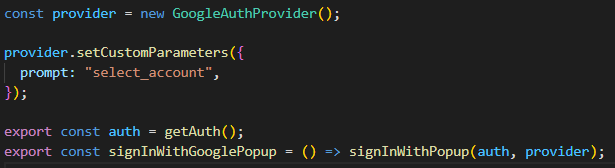 const provider = new GoogleAuthProvider();
provider.setCustomParameters({
  prompt: "select_account",
});
export const auth = getAuth();
export const signInWithGooglePopup = () => signInWithPopup(auth, provider);